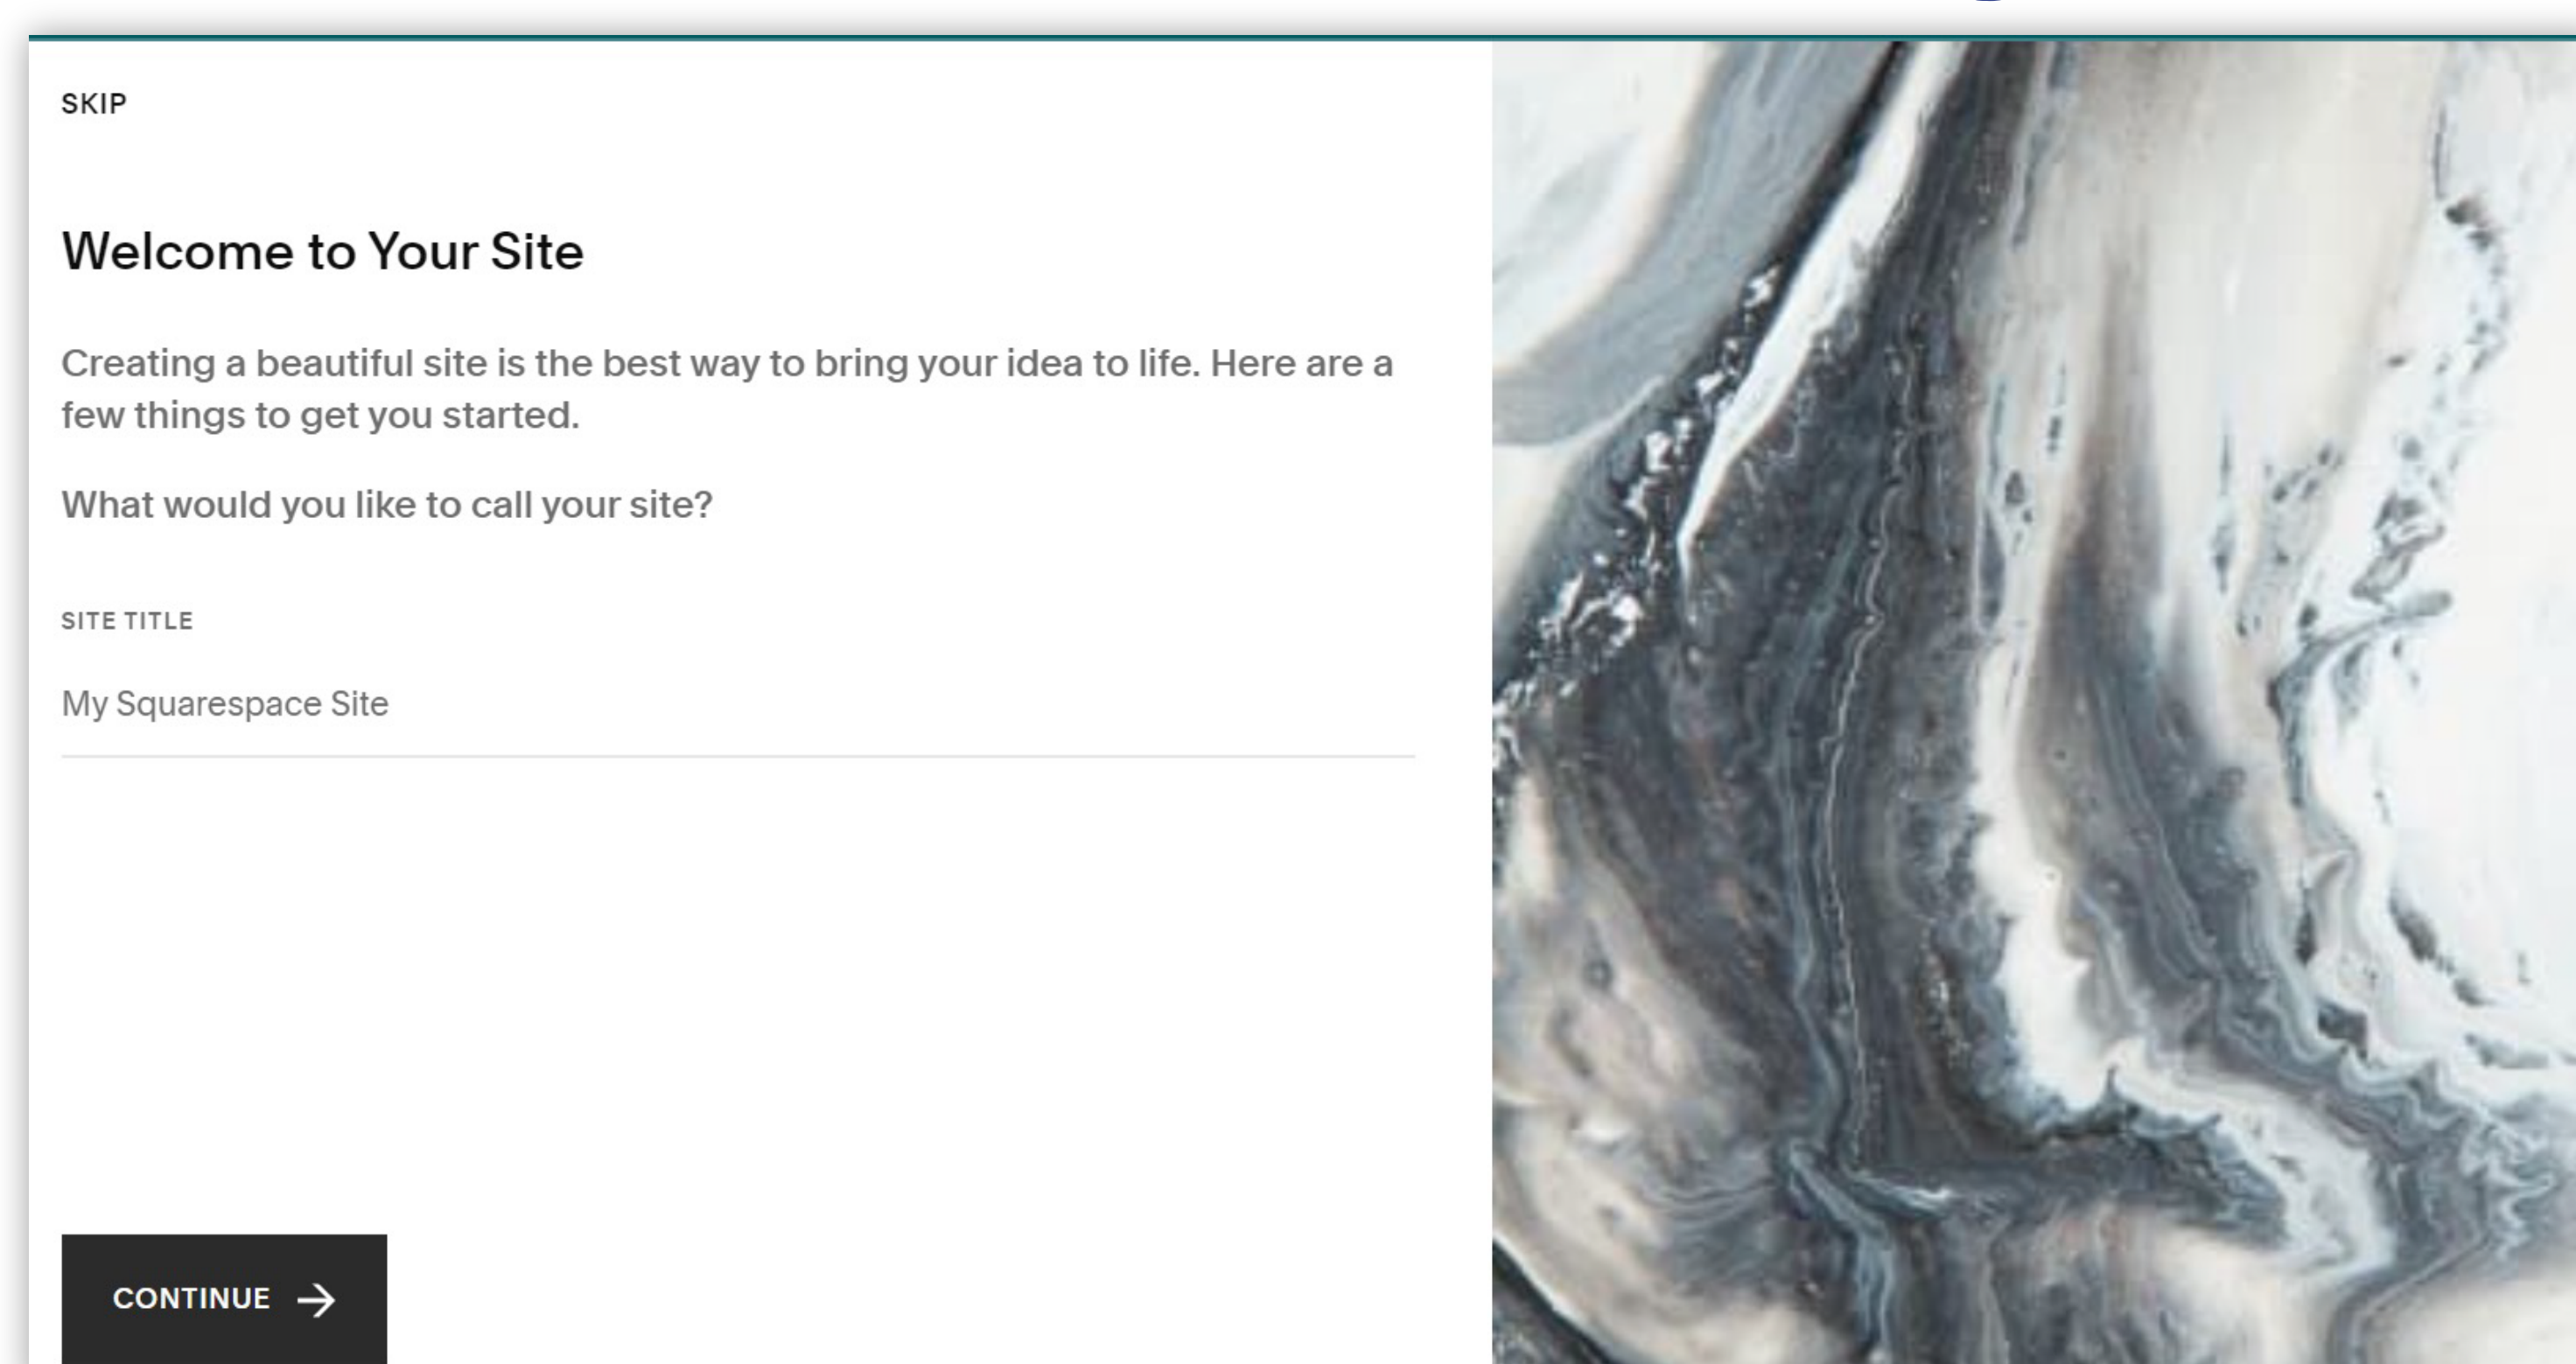 SKIP
Welcome to Your Site
Creating a beautiful site is the best way to bring your idea to life. Here are a
few things to get you started.
What would you like to call your site?
SITE TITLE
My Squarespace Site
CONTINUE →